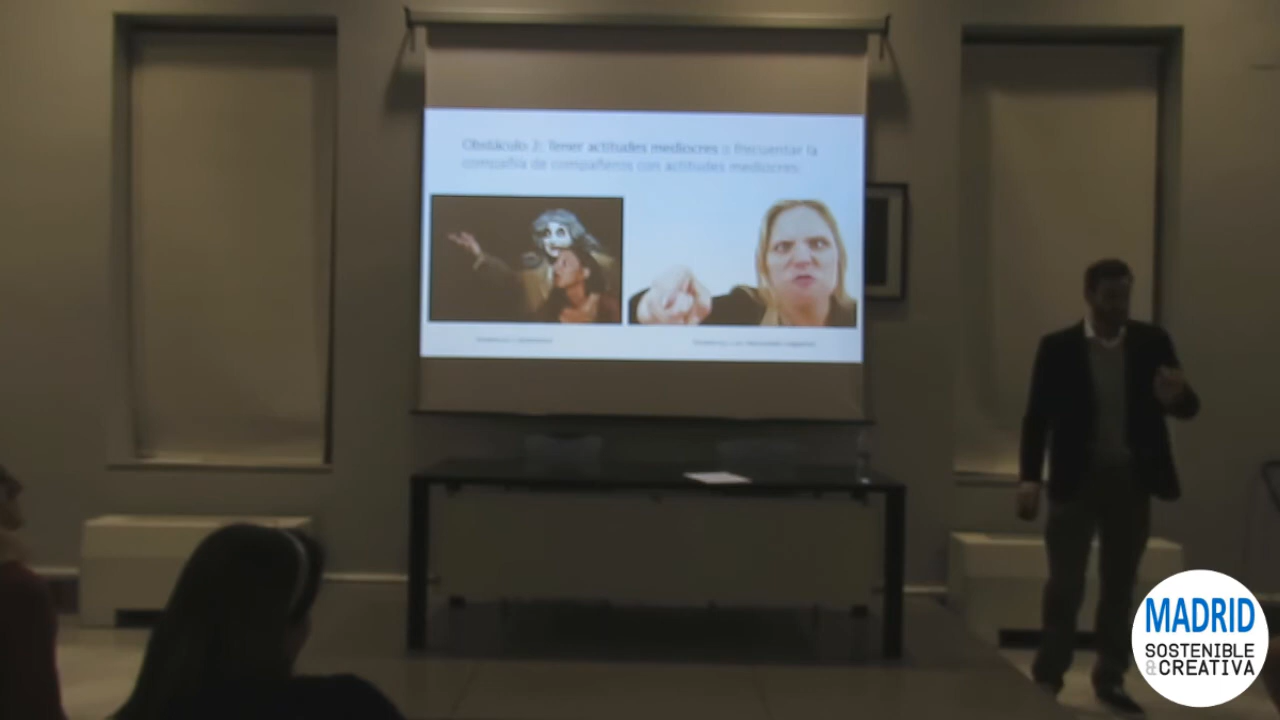 Obstáculo 2: Tener actitudes mediocres o frecuentar la
compañía de compañeros con actitudes mediocres.
MADRID
SOSTENIBLE
&CREATIVA